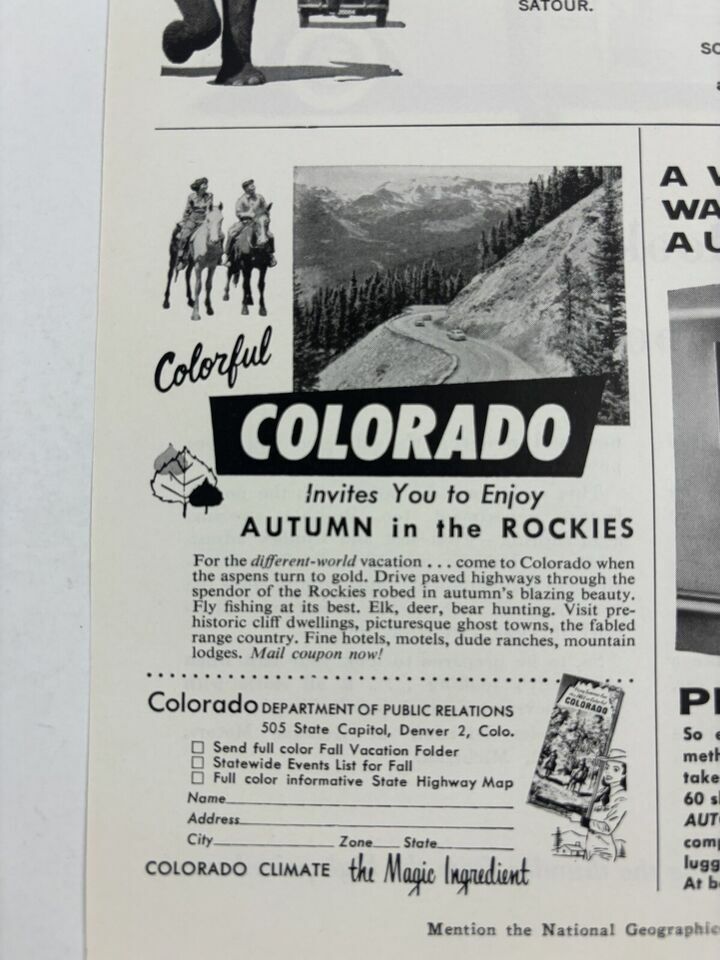 SATOUR.
Colorful
COLORADO
Invites You to Enjoy
AUTUMN in the ROCKIES
For the different-world vacation . . . come to Colorado when
the aspens turn to gold. Drive paved highways through the
spendor of the Rockies robed in autumn's blazing beauty.
Fly fishing at its best. Elk, deer, bear hunting. Visit pre-
historic cliff dwellings, picturesque ghost towns, the fabled
range country. Fine hotels, motels, dude ranches, mountain
lodges. Mail coupon now!
Colorado DEPARTMENT OF PUBLIC RELATIONS
505 State Capitol, Denver 2, Colo.
Send full color Fall Vacation Folder
Statewide Events List for Fall
Full color informative State Highway Map
Name
Address
City Zone State
COLORADO
COLORADO CLIMATE the Magic Ingredient
A
WA
AU
So e
meth
take
60 s
AUT
comp
lugg
At b
Mention the National Geographic